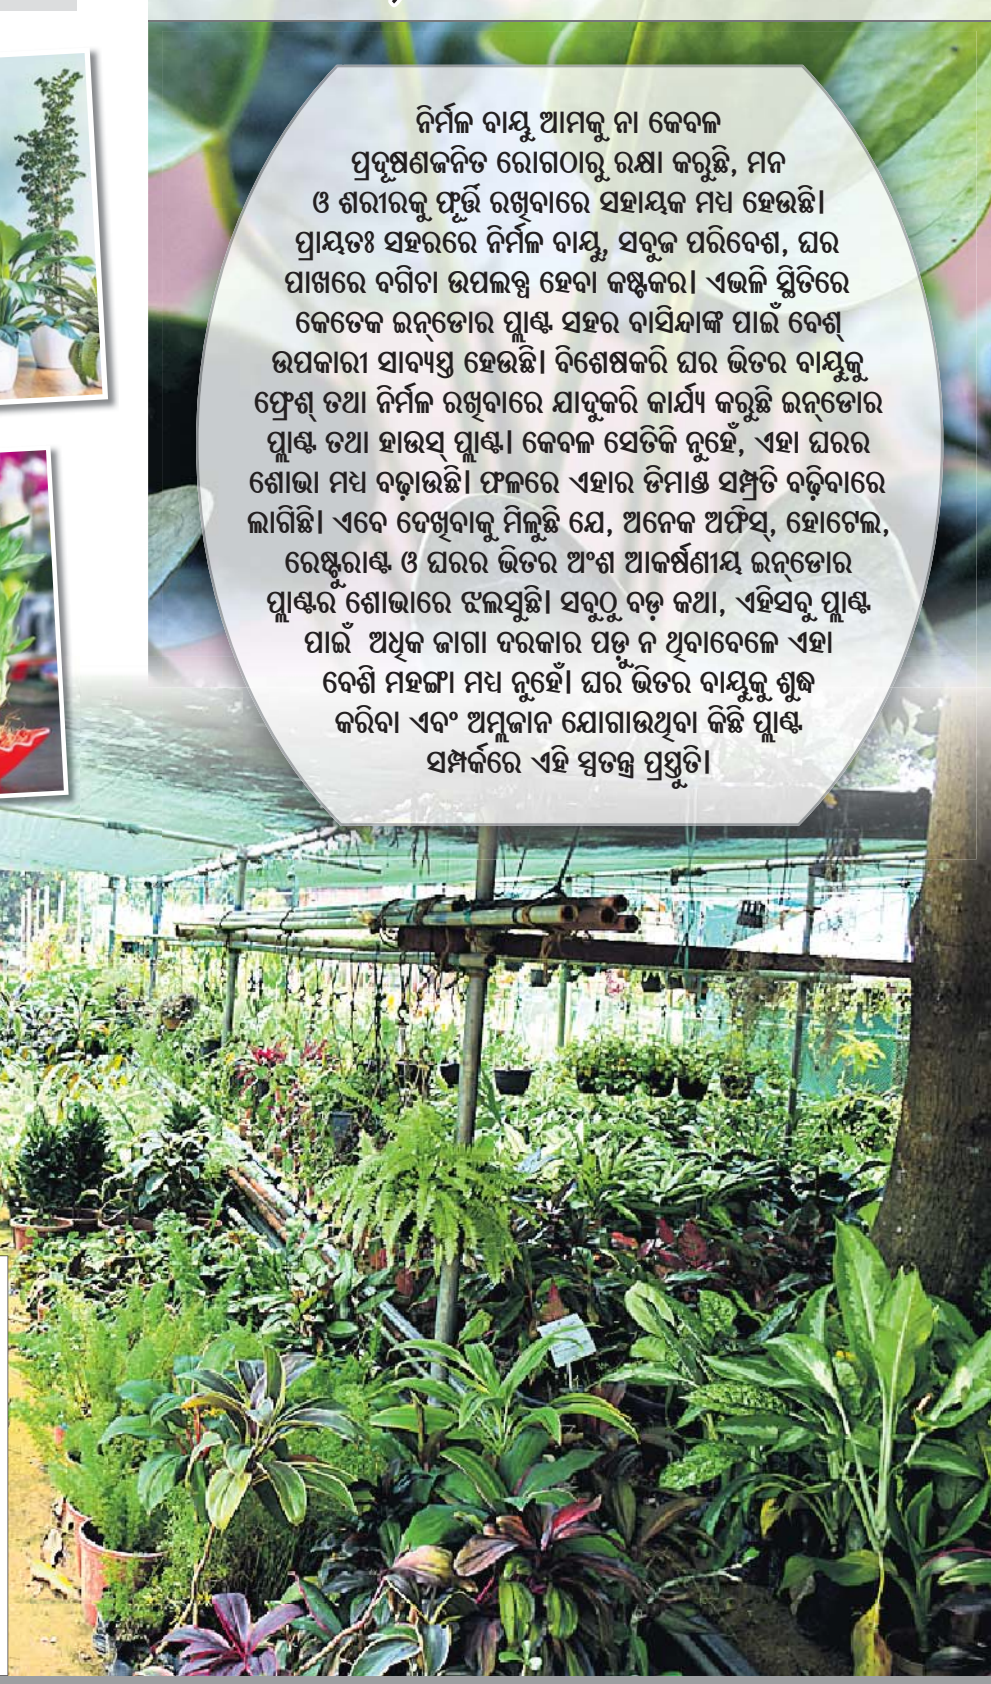 ନିର୍ମଳ ବାୟୁ ଆମକୁ ନା କେବଳ
ପ୍ରଦୂଷଣଜନିତ ରୋଗଠାରୁ ରକ୍ଷା କରୁଛି, ମନ
ଓ ଶରୀରକୁ ଫୂର୍ତ୍ତି ରଖିବାରେ ସହାୟକ ମଧ୍ୟ ହେଉଛି।
ପ୍ରାୟତଃ ସହରରେ ନିର୍ମଳ ବାୟୁ, ସବୁଜ ପରିବେଶ, ଘର
ପାଖରେ ବଗିଚା ଉପଲବ୍ଧ ହେବା କଷ୍ଟକର। ଏଭଳି ସ୍ଥିତିରେ
କେତେକ ଇନ୍‌ଡୋର ପ୍ଲାଣ୍ଟ ସହର ବାସିନ୍ଦାଙ୍କ ପାଇଁ ବେଶ୍
ଉପକାରୀ ସାବ୍ୟସ୍ତ ହେଉଛି। ବିଶେଷକରି ଘର ଭିତର ବାୟୁକୁ
ଫ୍ରେଶ୍ ତଥା ନିର୍ମଳ ରଖିବାରେ ଯାଦୁକରି କାର୍ଯ୍ୟ କରୁଛି ଇନ୍‌ଡୋର
ପ୍ଲାଣ୍ଟ ତଥା ହାଉସ୍ ପ୍ଲାଣ୍ଟ। କେବଳ ସେତିକି ନୁହେଁ, ଏହା ଘରର
ଶୋଭା ମଧ୍ୟ ବଢ଼ାଉଛି। ଫଳରେ ଏହାର ଡିମାଣ୍ଡ ସମ୍ପ୍ରତି ବଢ଼ିବାରେ
ଲାଗିଛି। ଏବେ ଦେଖିବାକୁ ମିଳୁଛି ଯେ, ଅନେକ ଅଫିସ୍, ହୋଟେଲ,
ରେଷ୍ଟୁରାଣ୍ଟ ଓ ଘରର ଭିତର ଅଂଶ ଆକର୍ଷଣୀୟ ଇନ୍‌ଡୋର
ପ୍ଲାଣ୍ଟର ଶୋଭାରେ ଝଲସୁଛି। ସବୁଠୁ ବଡ଼ କଥା, ଏହିସବୁ ପ୍ଲାଣ୍ଟ
ପାଇଁ ଅଧିକ ଜାଗା ଦରକାର ପଡ଼ୁ ନ ଥିବାବେଳେ ଏହା
ବେଶି ମହଙ୍ଗା ମଧ୍ୟ ନୁହେଁ। ଘର ଭିତର ବାୟୁକୁ ଶୁଦ୍ଧ
କରିବା ଏବଂ ଅମ୍ଳଜାନ ଯୋଗାଉଥିବା କିଛି ପ୍ଲାଣ୍ଟ
ସମ୍ପର୍କରେ ଏହି ସ୍ବତନ୍ତ୍ର ପ୍ରସ୍ତୁତି।